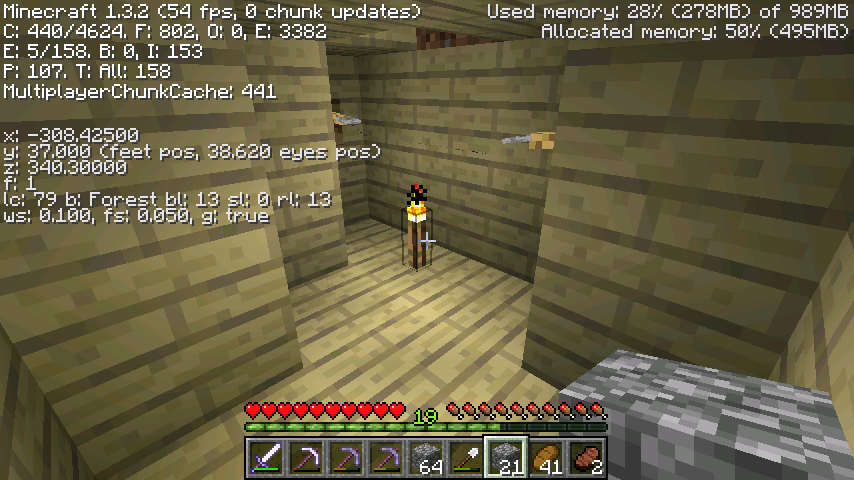 Minecraft 1.3.2 (54 fps, 0 chunk updates)
Used memory: 28% (278MB) of 989MB
C: 440/4624. F: 802, O: 0, E: 3382
Allocated memory: 50% (495MB)
E: 5/158. B: 0, I: 153
P: 107. T: All: 158
MultiplayerChunkCache: 441
x: -308.42500
y: 37.000 (feet pos, 38.620 eyes pos)
z: 340.30000
f: 1
lc: 79 b: Forest bl: 13 sl: 0 rl: 13
ws: 0.100, fs: 0.050, g: true
19
64
21
41
2